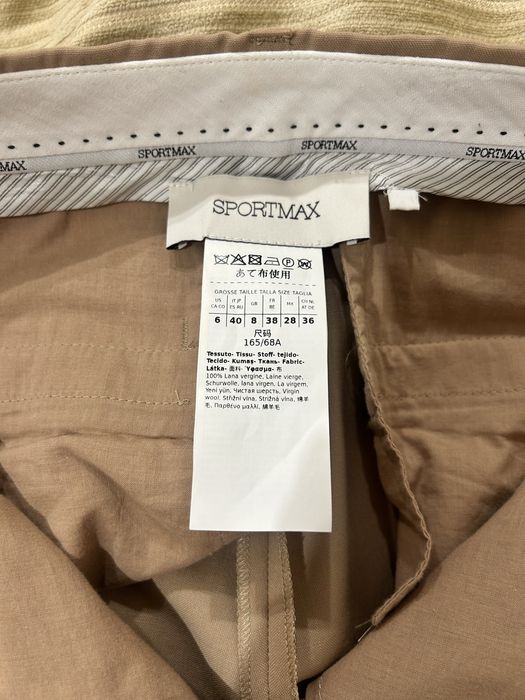 SPORTMAX
SPORTMAX
SPORTMAX
MAX
SPORTMAX
P W
あて布使用
GRÖSSE TAILLE TALLA SIZE TAGLIA
US CA CO
IT JP ES RU
GB
FR BE
MX
CH NL AT DE
6 40 8 38 28 36
尺码
165/68A
Tessuto- Tissu- Stoff- tejido-
Tecido- Kumaş- Ткань- Fabric-
Látka- 面料- Ύφασμα- 布
100% Lana vergine, Laine vierge,
Schurwolle, lana virgen, La virgem,
Yeni yün, Чистая шерсть, Virgin
wool, Střižní vlna, Strižná vlna, 绵羊
毛, Παρθένο μαλλί, 綿羊毛